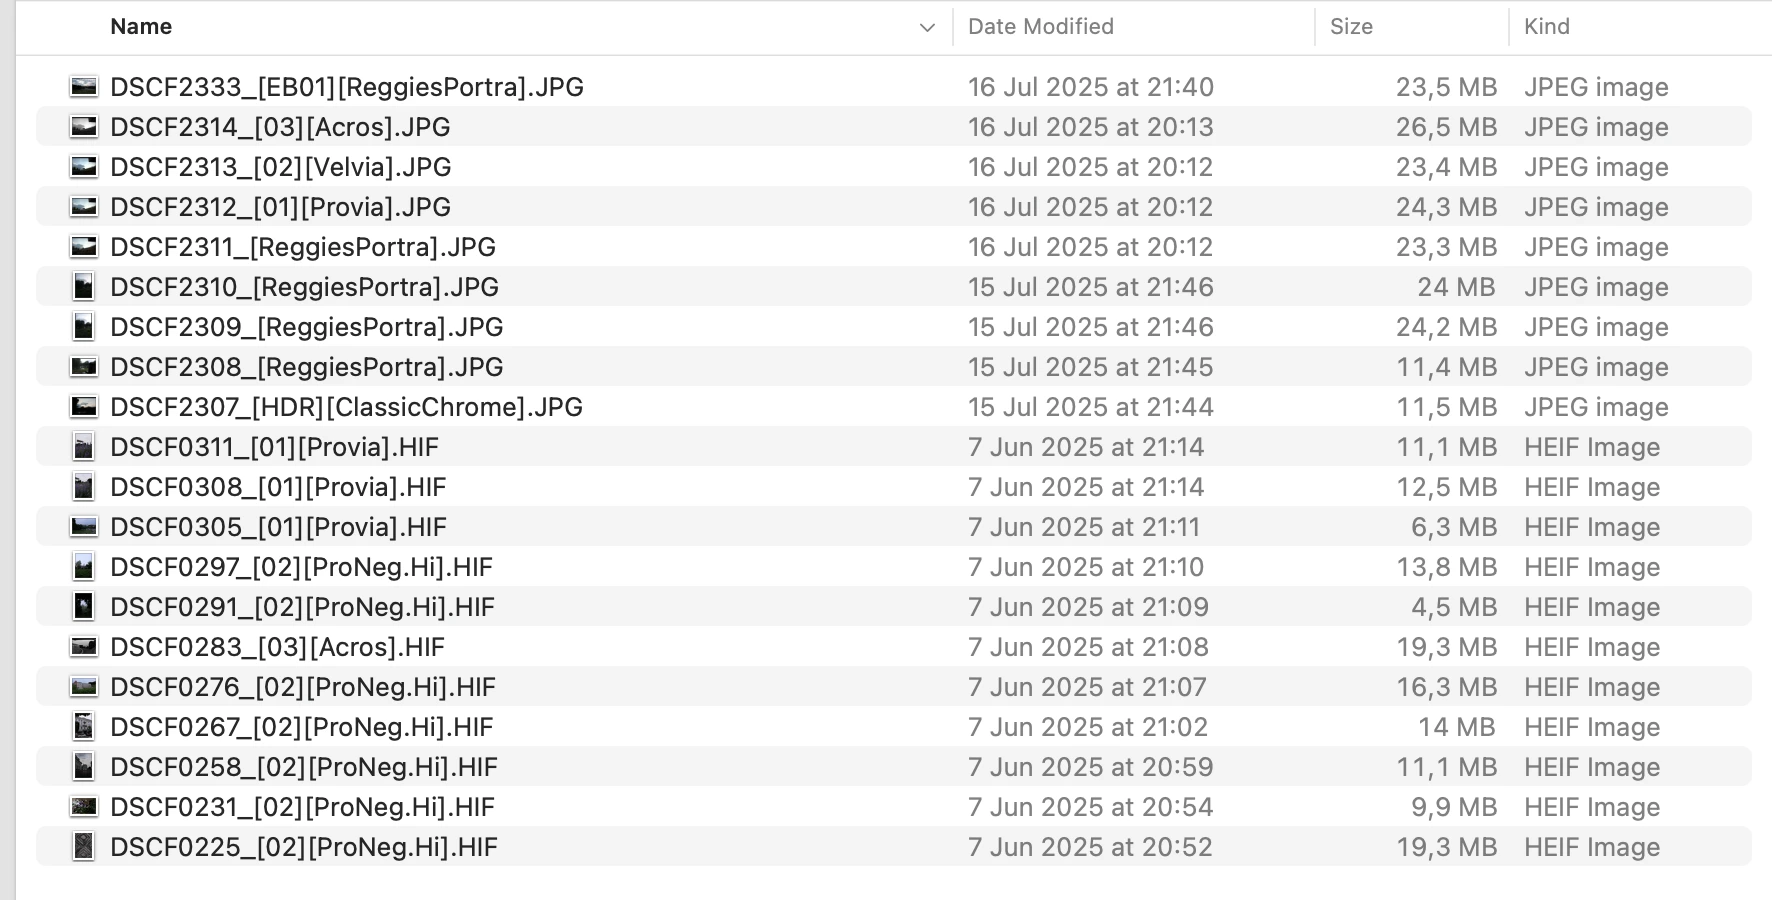 Name Date Modified Size Kind
DSCF2333_[EB01][ReggiesPortra].JPG 16 Jul 2025 at 21:40 23,5 MB JPEG image
DSCF2314_[03][Acros].JPG 16 Jul 2025 at 20:13 26,5 MB JPEG image
DSCF2313_[02][Velvia].JPG 16 Jul 2025 at 20:12 23,4 MB JPEG image
DSCF2312_[01][Provia].JPG 16 Jul 2025 at 20:12 24,3 MB JPEG image
DSCF2311_[ReggiesPortra].JPG 16 Jul 2025 at 20:12 23,3 MB JPEG image
DSCF2310_[ReggiesPortra].JPG 15 Jul 2025 at 21:46 24 MB JPEG image
DSCF2309_[ReggiesPortra].JPG 15 Jul 2025 at 21:46 24,2 MB JPEG image
DSCF2308_[ReggiesPortra].JPG 15 Jul 2025 at 21:45 11,4 MB JPEG image
DSCF2307_[HDR][ClassicChrome].JPG 15 Jul 2025 at 21:44 11,5 MB JPEG image
DSCF0311_[01][Provia].HIF 7 Jun 2025 at 21:14 11,1 MB HEIF Image
DSCF0308_[01][Provia].HIF 7 Jun 2025 at 21:14 12,5 MB HEIF Image
DSCF0305_[01][Provia].HIF 7 Jun 2025 at 21:11 6,3 MB HEIF Image
DSCF0297_[02][ProNeg.Hi].HIF 7 Jun 2025 at 21:10 13,8 MB HEIF Image
DSCF0291_[02][ProNeg.Hi].HIF 7 Jun 2025 at 21:09 4,5 MB HEIF Image
DSCF0283_[03][Acros].HIF 7 Jun 2025 at 21:08 19,3 MB HEIF Image
DSCF0276_[02][ProNeg.Hi].HIF 7 Jun 2025 at 21:07 16,3 MB HEIF Image
DSCF0267_[02][ProNeg.Hi].HIF 7 Jun 2025 at 21:02 14 MB HEIF Image
DSCF0258_[02][ProNeg.Hi].HIF 7 Jun 2025 at 20:59 11,1 MB HEIF Image
DSCF0231_[02][ProNeg.Hi].HIF 7 Jun 2025 at 20:54 9,9 MB HEIF Image
DSCF0225_[02][ProNeg.Hi].HIF 7 Jun 2025 at 20:52 19,3 MB HEIF Image